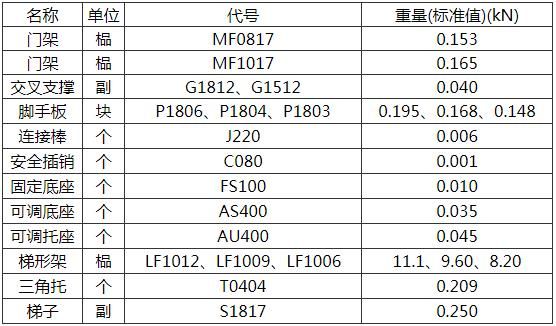 名称 单位 代号 重量(标准值)(kN)
门架 榀 MF0817 0.153
门架 榀 MF1017 0.165
交叉支撑 副 G1812、G1512 0.040
脚手板 块 P1806、P1804、P1803 0.195、0.168、0.148
连接棒 个 J220 0.006
安全插销 个 C080 0.001
固定底座 个 FS100 0.010
可调底座 个 AS400 0.035
可调托座 个 AU400 0.045
梯形架 榀 LF1012、LF1009、LF1006 11.1、9.60、8.20
三角托 个 T0404 0.209
梯子 副 S1817 0.250